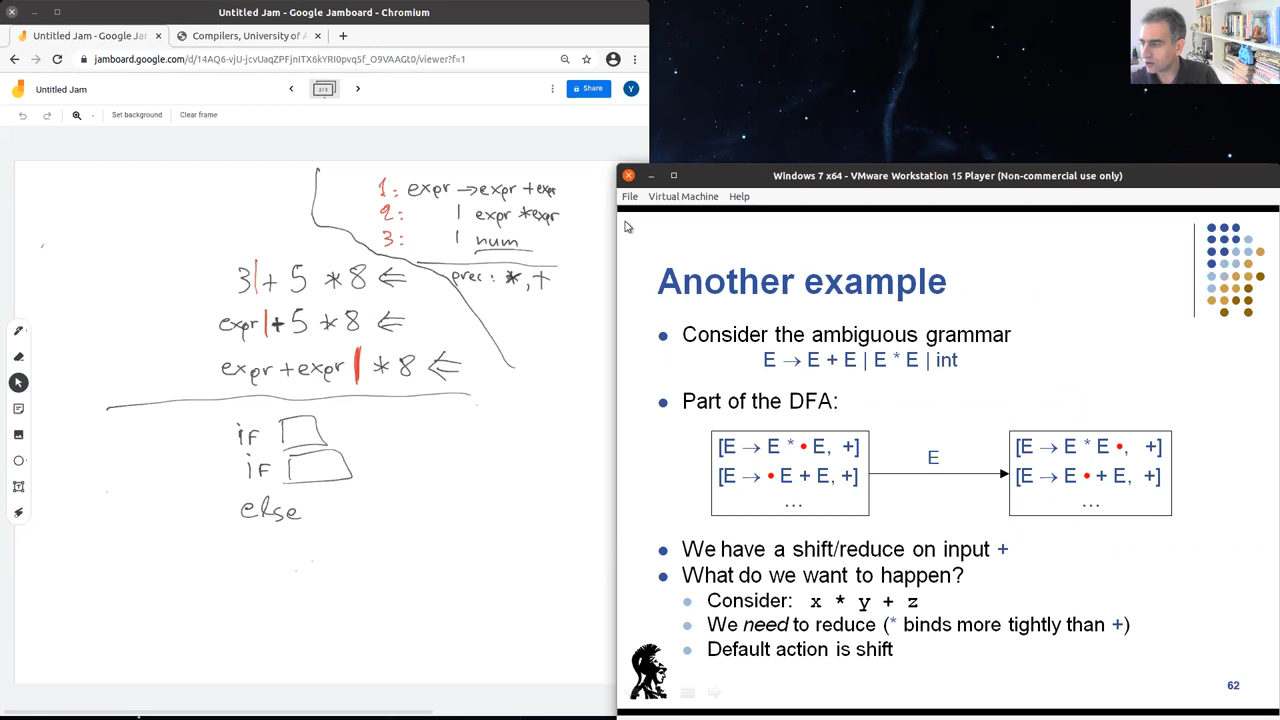 Untitled Jam - Google Jamboard - Chromium
Untitled Jam - Google Ja
Compilers, University of A
jamboard.google.com/d/14AQ6-vjU-jcvUaqZPFjnITX6kYRI0pvq5f_O9VAAGt0/viewer?f=1
Untitled Jam
2/3
Share
Y
Set background
Clear frame
1: expr → expr + expr
2: | expr * expr
3: | num
prec: *, +
3 | + 5 * 8 ⇐
expr | + 5 * 8 ⇐
expr + expr | * 8 ⇐
if
if
else
Windows 7 x64 - VMware Workstation 15 Player (Non-commercial use only)
File Virtual Machine Help
Another example
• Consider the ambiguous grammar
E → E + E | E * E | int
• Part of the DFA:
[E → E * • E, +]
[E → • E + E, +]
…
E
[E → E * E •, +]
[E → E • + E, +]
…
• We have a shift/reduce on input +
• What do we want to happen?
• Consider: x * y + z
• We need to reduce (* binds more tightly than +)
• Default action is shift
62